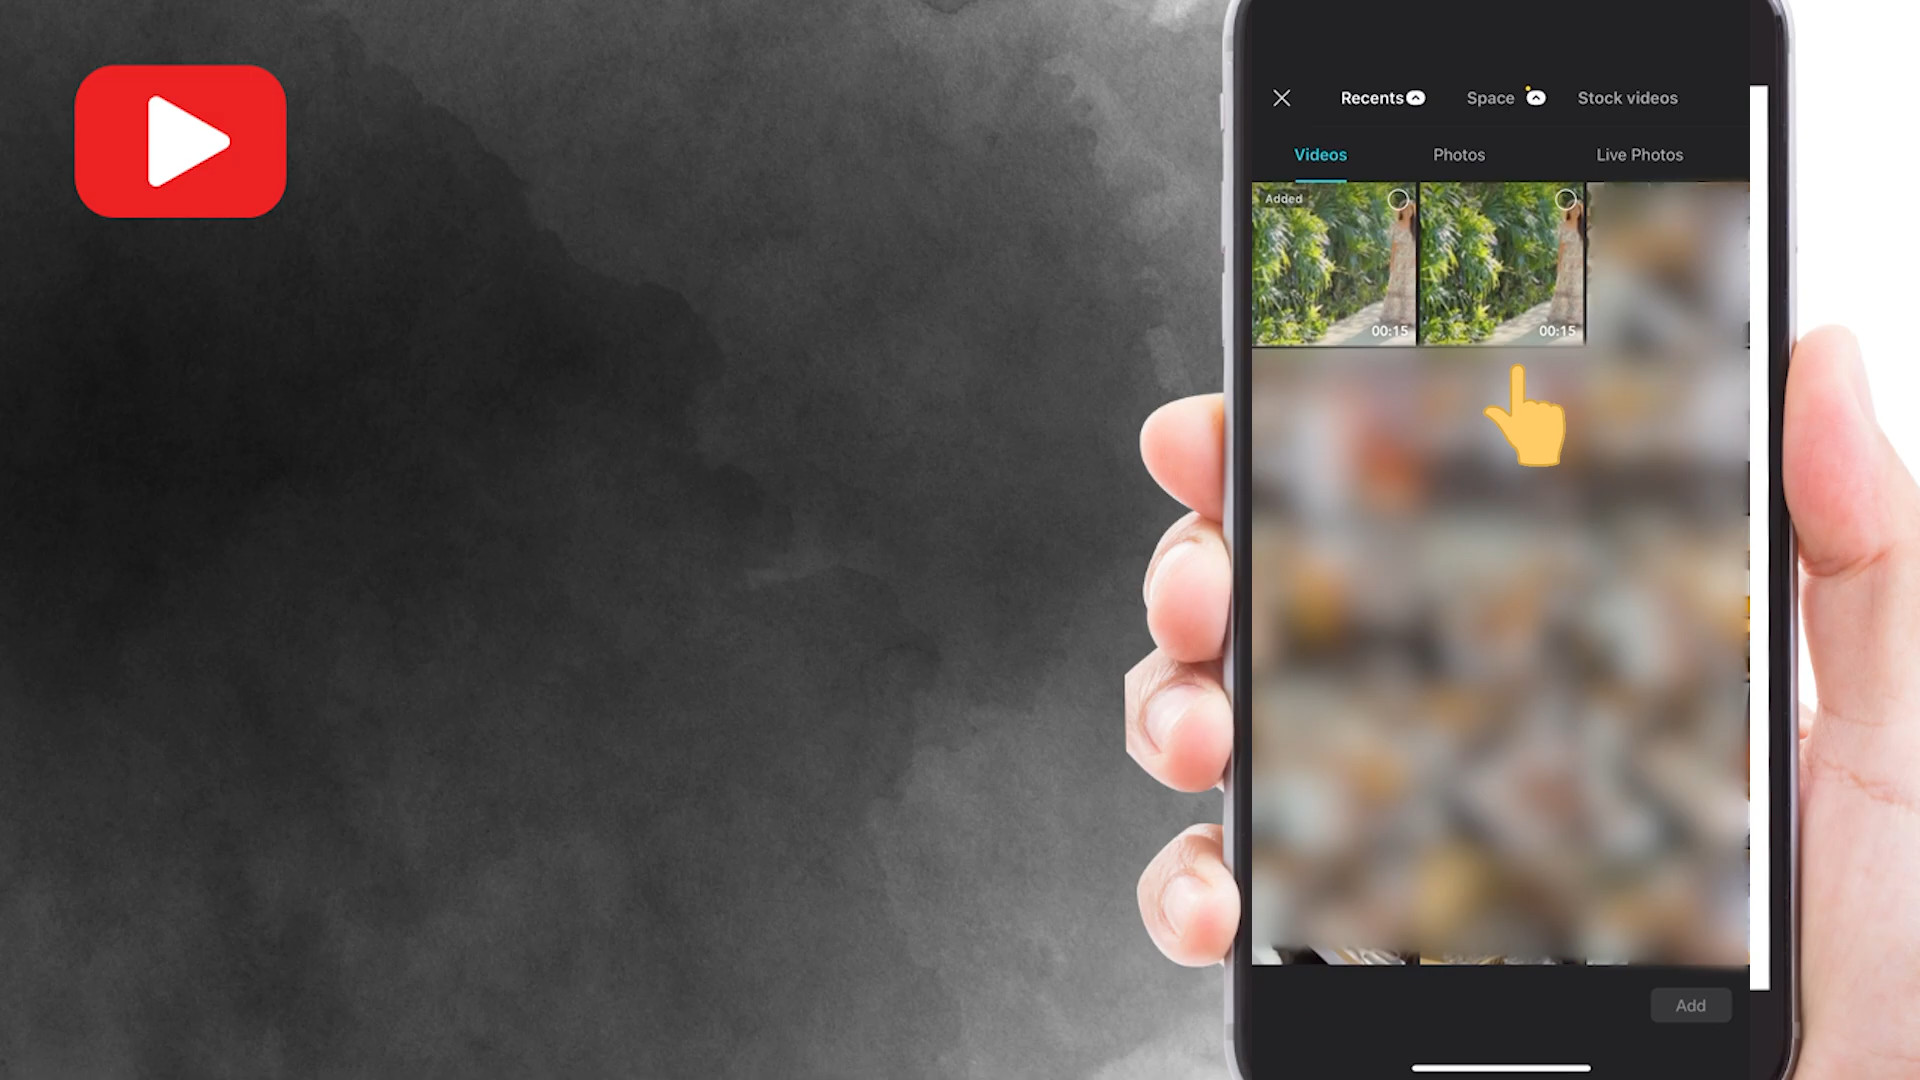 Recents Space Stock videos
Videos Photos Live Photos
Added
00:15 00:15
Add